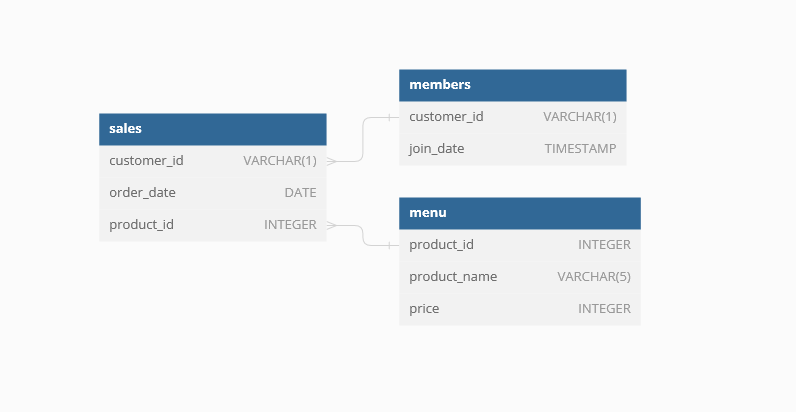 sales
customer_id VARCHAR(1)
order_date DATE
product_id INTEGER
members
customer_id VARCHAR(1)
join_date TIMESTAMP
menu
product_id INTEGER
product_name VARCHAR(5)
price INTEGER